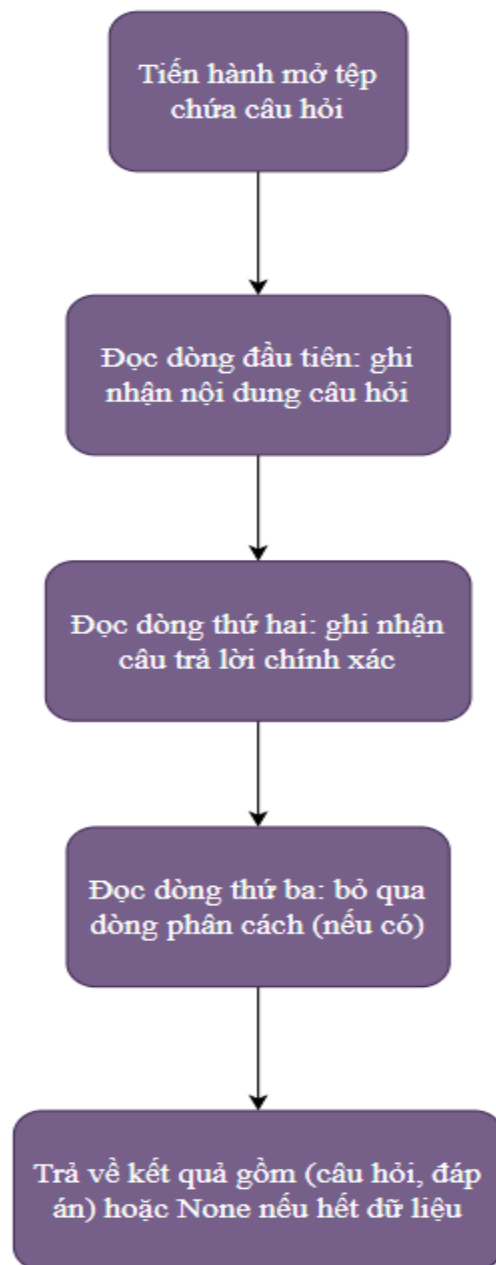 Tiến hành mở tệp
chứa câu hỏi
Đọc dòng đầu tiên: ghi
nhận nội dung câu hỏi
Đọc dòng thứ hai: ghi nhận
câu trả lời chính xác
Đọc dòng thứ ba: bỏ qua
dòng phân cách (nếu có)
Trả về kết quả gồm (câu hỏi, đáp
án) hoặc None nếu hết dữ liệu